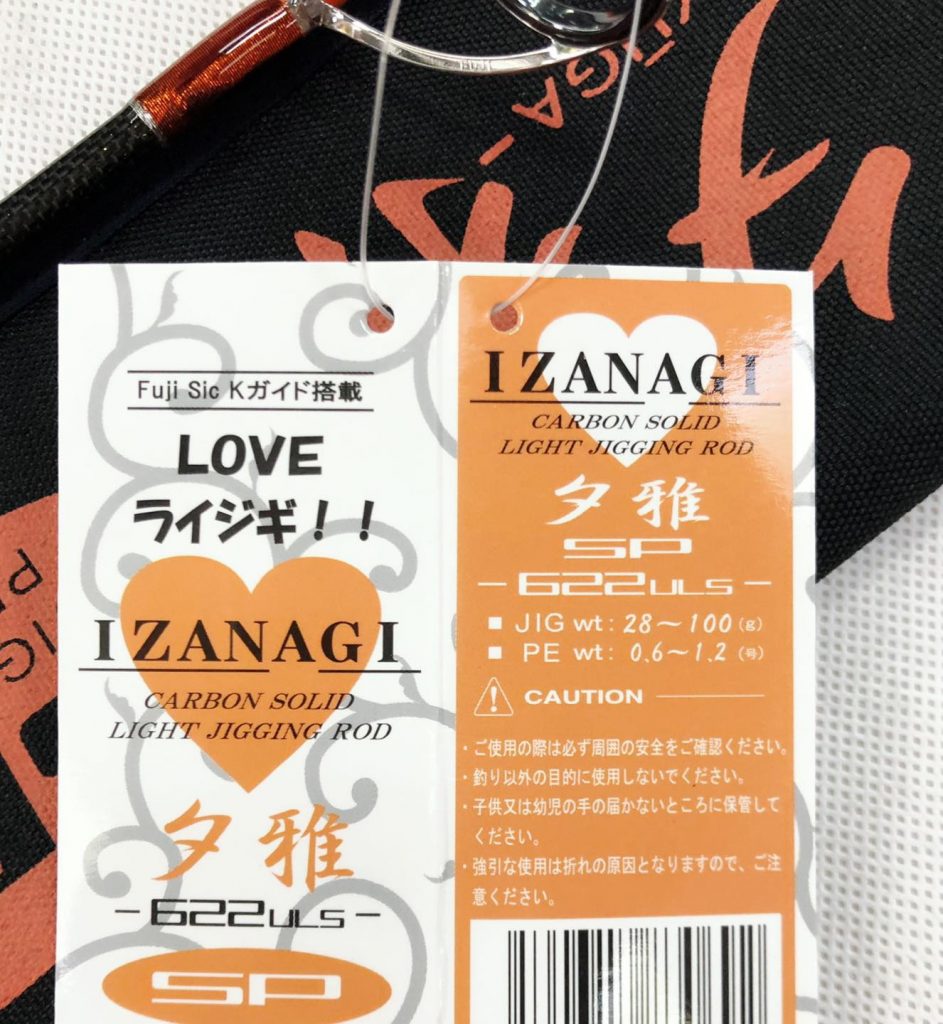 FUJI
ŪGA -
Fuji Sic Kガイド搭載
LOVE
ライジギ！！
IZANAGI
CARBON SOLID
LIGHT JIGGING ROD
夕雅
-622ULS-
SP
IZANAGI
CARBON SOLID
LIGHT JIGGING ROD
夕雅
SP
-622ULS-
■ JIG wt: 28～100(g)
■ PE wt: 0.6～1.2(号)
CAUTION
・ご使用の際は必ず周囲の安全をご確認ください。
・釣り以外の目的に使用しないでください。
・子供又は幼児の手の届かないところに保管して
ください。
・強引な使用は折れの原因となりますので、ご注
意ください。